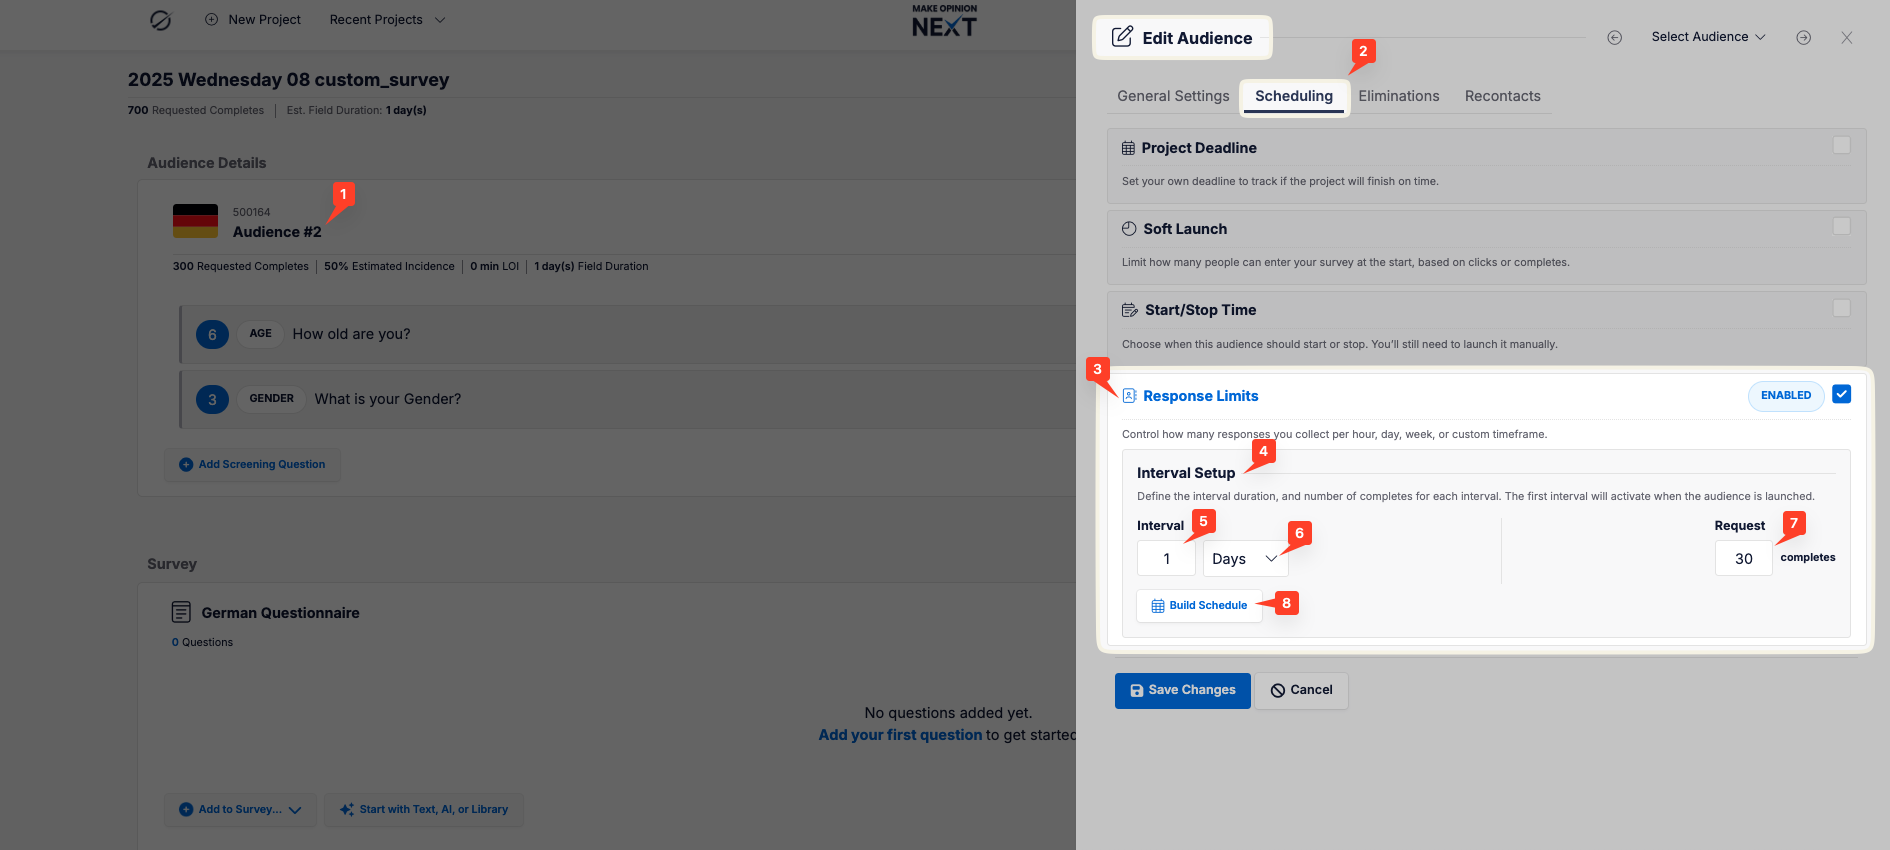 New Project
Recent Projects
MAKE OPINION
NEXT
2025 Wednesday 08 custom_survey
700 Requested Completes | Est. Field Duration: 1 day(s)
Audience Details
1
500164
Audience #2
300 Requested Completes | 50% Estimated Incidence | 0 min LOI | 1 day(s) Field Duration
6 AGE How old are you?
3 GENDER What is your Gender?
Add Screening Question
Survey
German Questionnaire
0 Questions
No questions added yet.
Add your first question to get started
Add to Survey...
Start with Text, AI, or Library
Edit Audience
Select Audience
2
General Settings
Scheduling
Eliminations
Recontacts
Project Deadline
Set your own deadline to track if the project will finish on time.
Soft Launch
Limit how many people can enter your survey at the start, based on clicks or completes.
Start/Stop Time
Choose when this audience should start or stop. You'll still need to launch it manually.
3
Response Limits
ENABLED
Control how many responses you collect per hour, day, week, or custom timeframe.
4
Interval Setup
Define the interval duration, and number of completes for each interval. The first interval will activate when the audience is launched.
Interval
5
6
Request
7
1
Days
30
completes
Build Schedule
8
Save Changes
Cancel